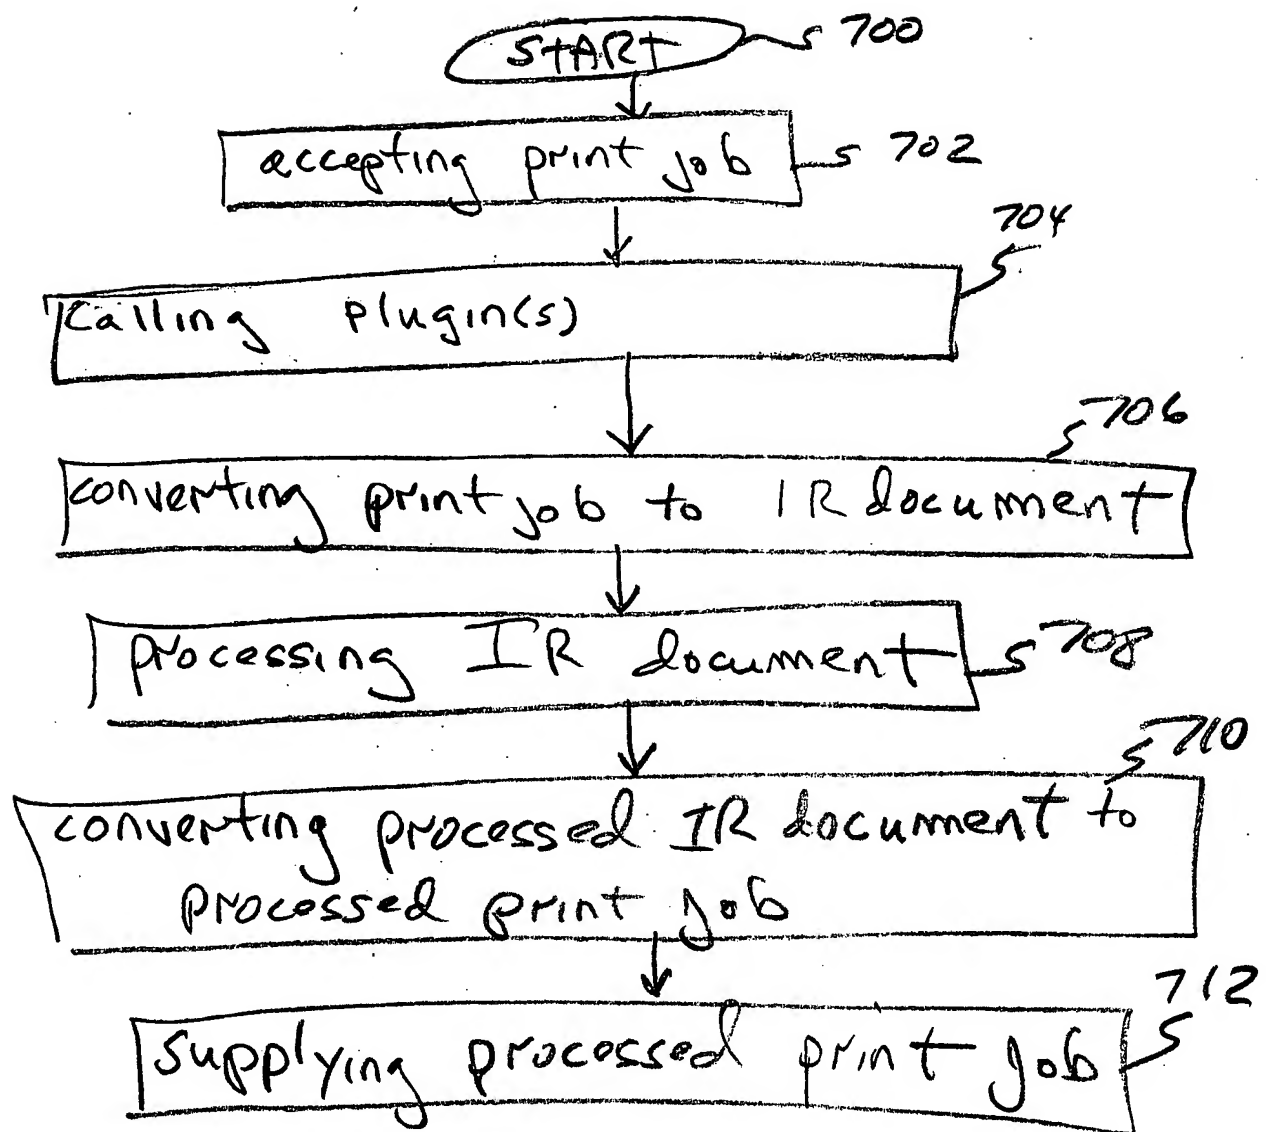 START 700
accepting print job 702
704
Calling plugin(s)
706
converting print job to IR document
processing IR document 708
710
converting processed IR document to
processed print job
712
supplying processed print job